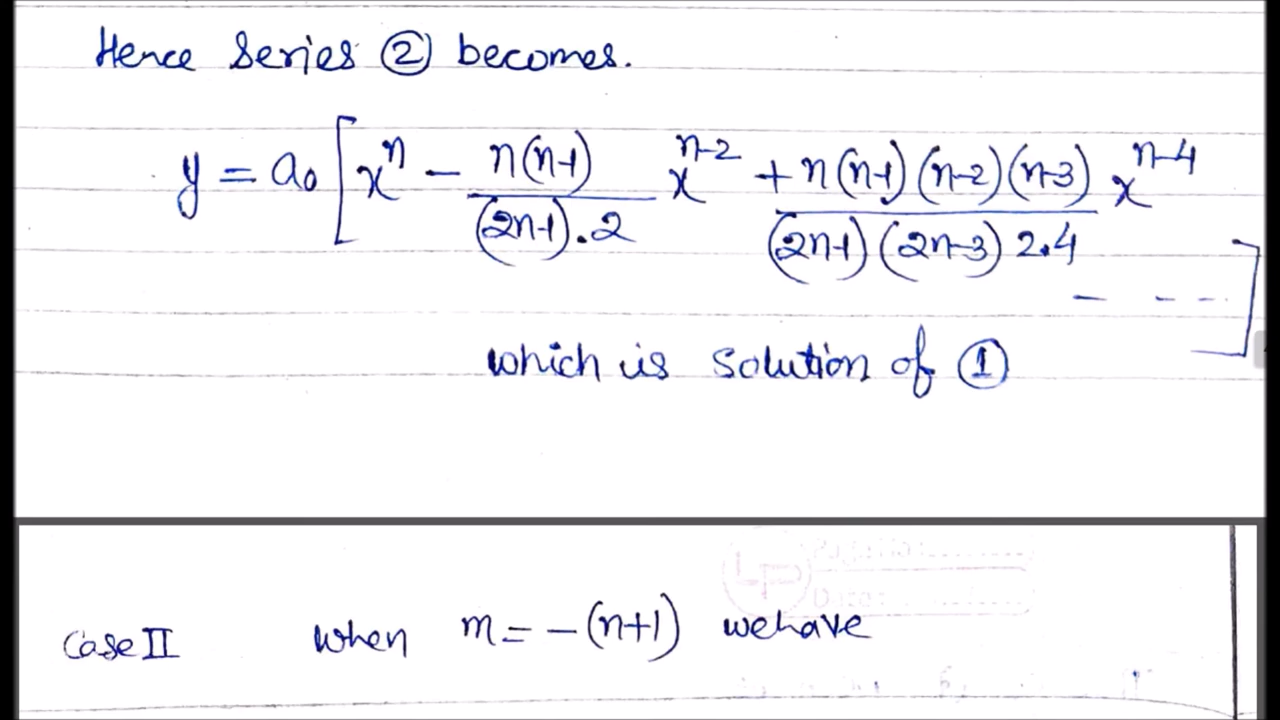 Hence Series ② becomes.
y = a₀ [xⁿ − n(n-1)/(2n-1).2 xⁿ⁻² + n(n-1)(n-2)(n-3)/(2n-1)(2n-3)2.4 xⁿ⁻⁴ - - - -]
which is solution of ①
Case II when m = −(n+1) we have